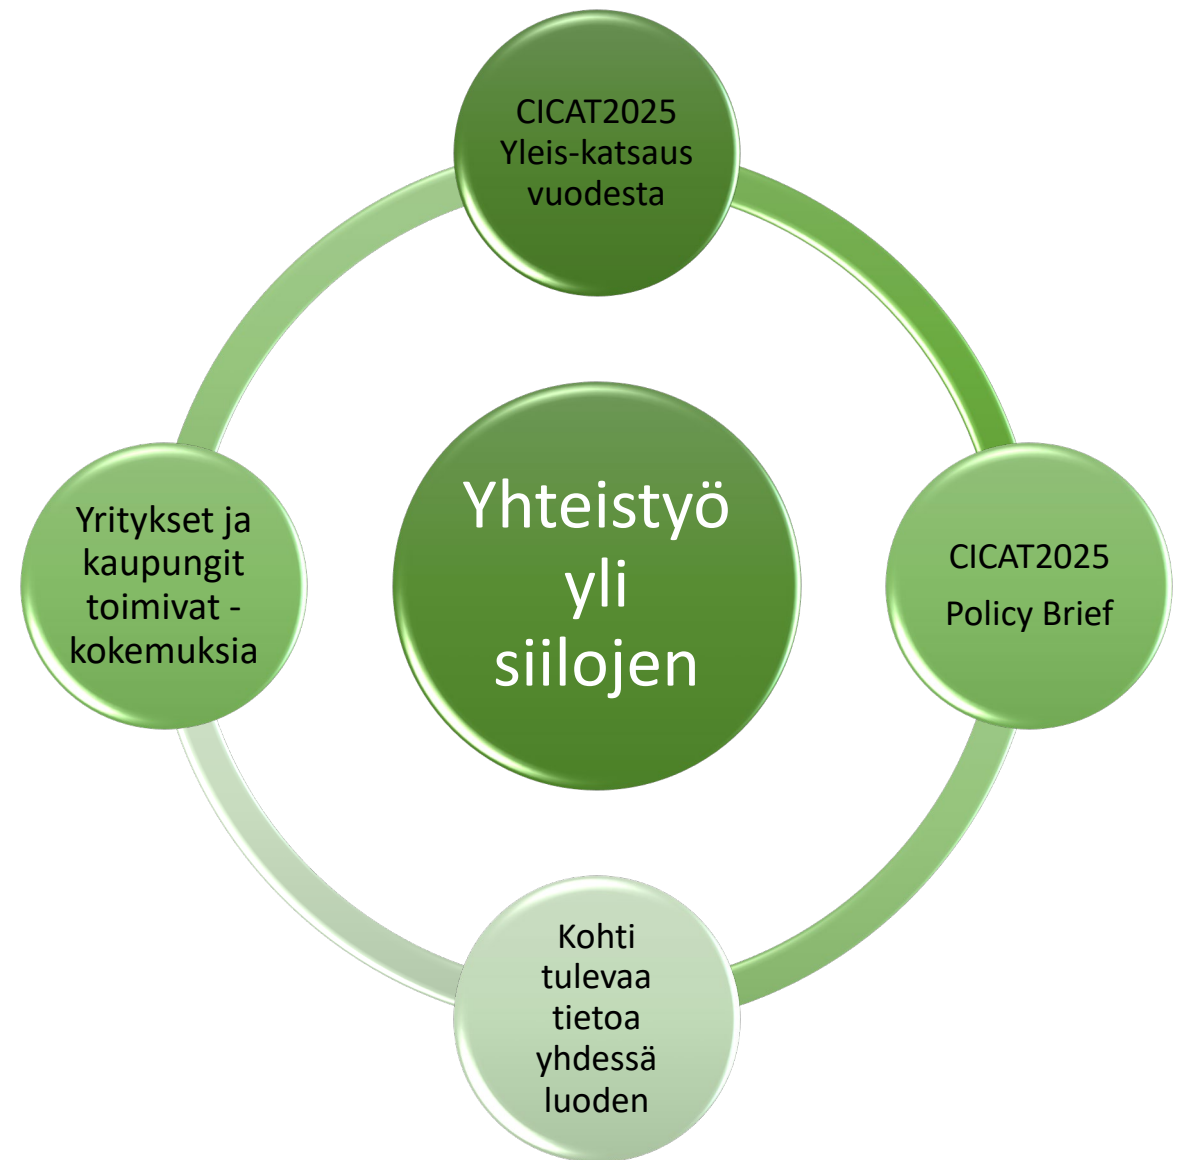 CICAT2025
Yleis-katsaus
vuodesta
Yritykset ja
kaupungit
toimivat -
kokemuksia
Yhteistyö
yli
siilojen
CICAT2025
Policy Brief
Kohti
tulevaa
tietoa
yhdessä
luoden